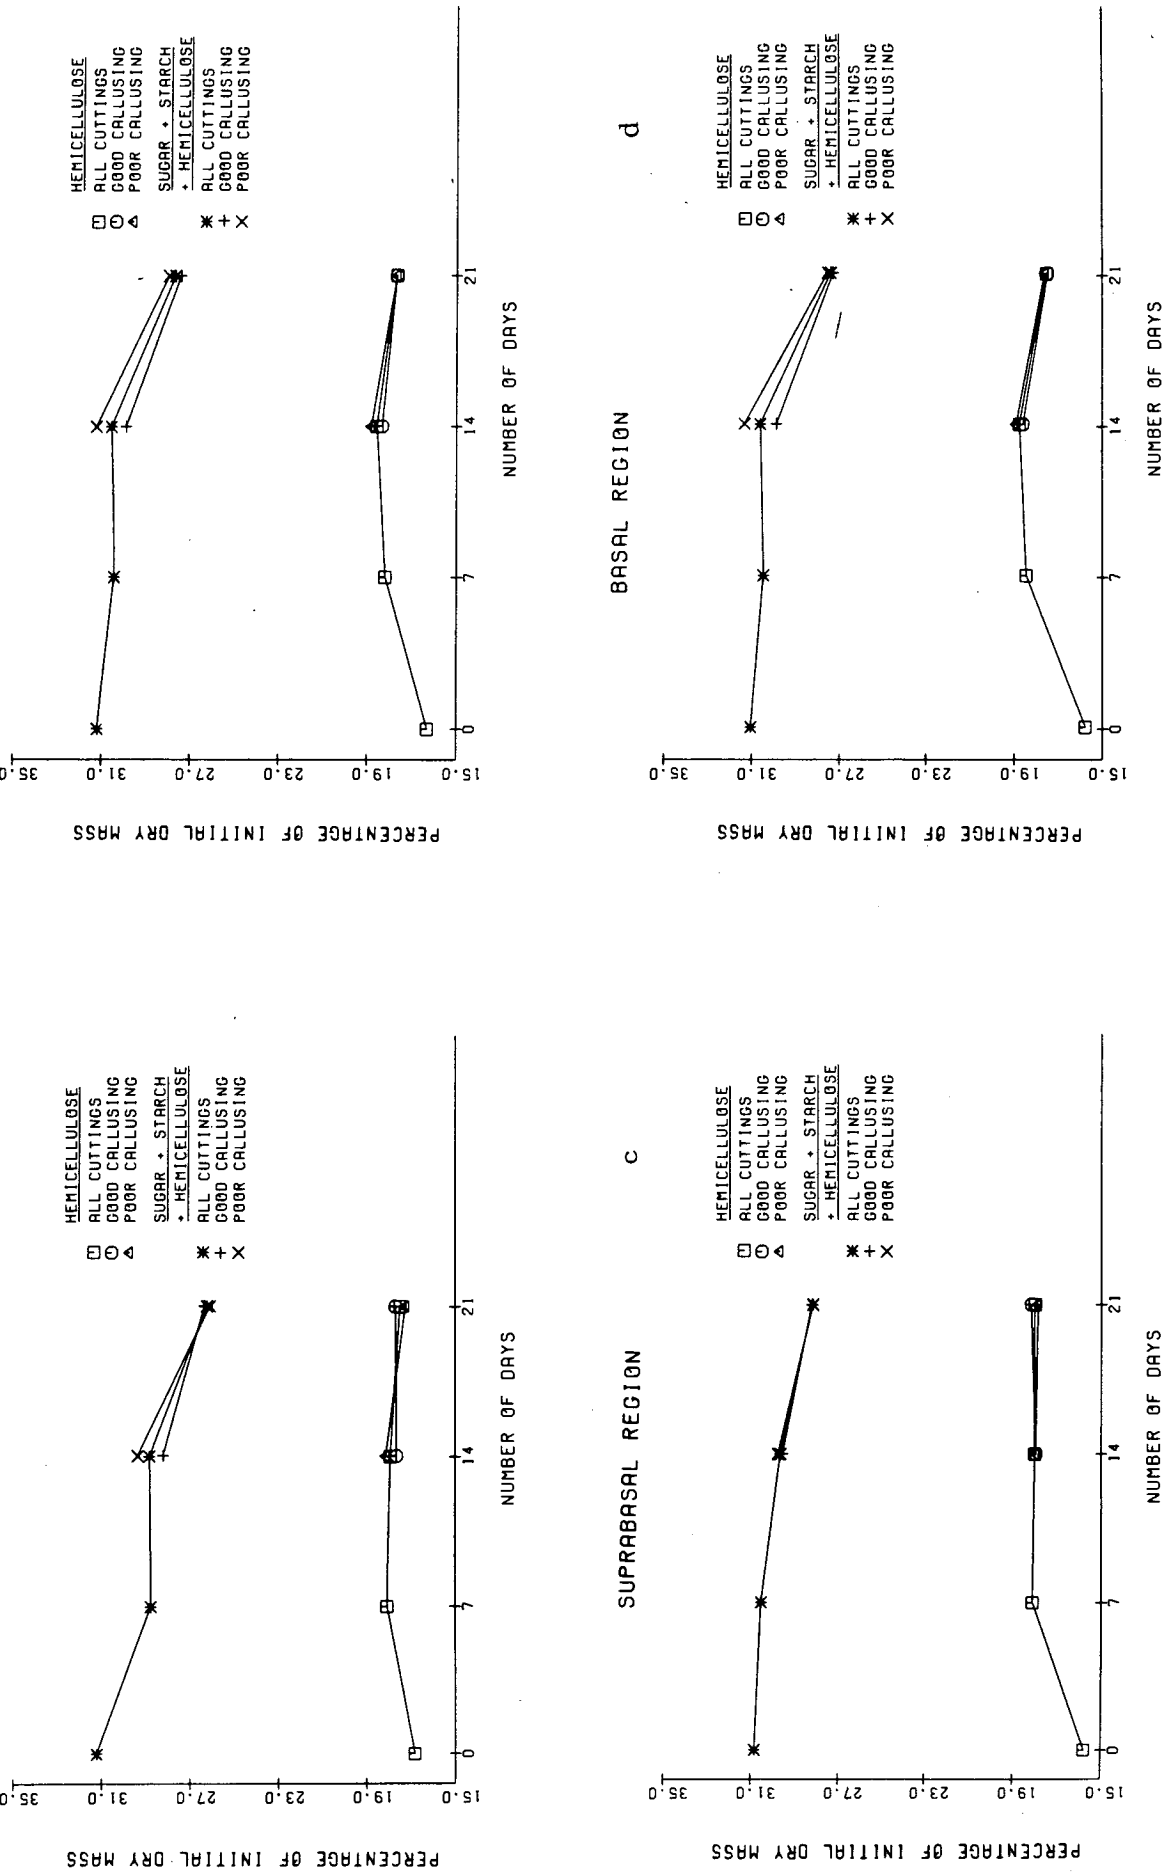 PERCENTAGE OF INITIAL DRY MASS
35.0
31.0
27.0
23.0
19.0
15.0
0
7
14
21
NUMBER OF DAYS
HEMICELLULOSE
ALL CUTTINGS
GOOD CALLUSING
POOR CALLUSING
SUGAR + STARCH
+ HEMICELLULOSE
ALL CUTTINGS
GOOD CALLUSING
POOR CALLUSING
PERCENTAGE OF INITIAL DRY MASS
35.0
31.0
27.0
23.0
19.0
15.0
0
7
14
21
NUMBER OF DAYS
HEMICELLULOSE
ALL CUTTINGS
GOOD CALLUSING
POOR CALLUSING
SUGAR + STARCH
+ HEMICELLULOSE
ALL CUTTINGS
GOOD CALLUSING
POOR CALLUSING
SUPRABASAL REGION
c
PERCENTAGE OF INITIAL DRY MASS
35.0
31.0
27.0
23.0
19.0
15.0
0
7
14
21
NUMBER OF DAYS
HEMICELLULOSE
ALL CUTTINGS
GOOD CALLUSING
POOR CALLUSING
SUGAR + STARCH
+ HEMICELLULOSE
ALL CUTTINGS
GOOD CALLUSING
POOR CALLUSING
BASAL REGION
d
PERCENTAGE OF INITIAL DRY MASS
35.0
31.0
27.0
23.0
19.0
15.0
0
7
14
21
NUMBER OF DAYS
HEMICELLULOSE
ALL CUTTINGS
GOOD CALLUSING
POOR CALLUSING
SUGAR + STARCH
+ HEMICELLULOSE
ALL CUTTINGS
GOOD CALLUSING
POOR CALLUSING